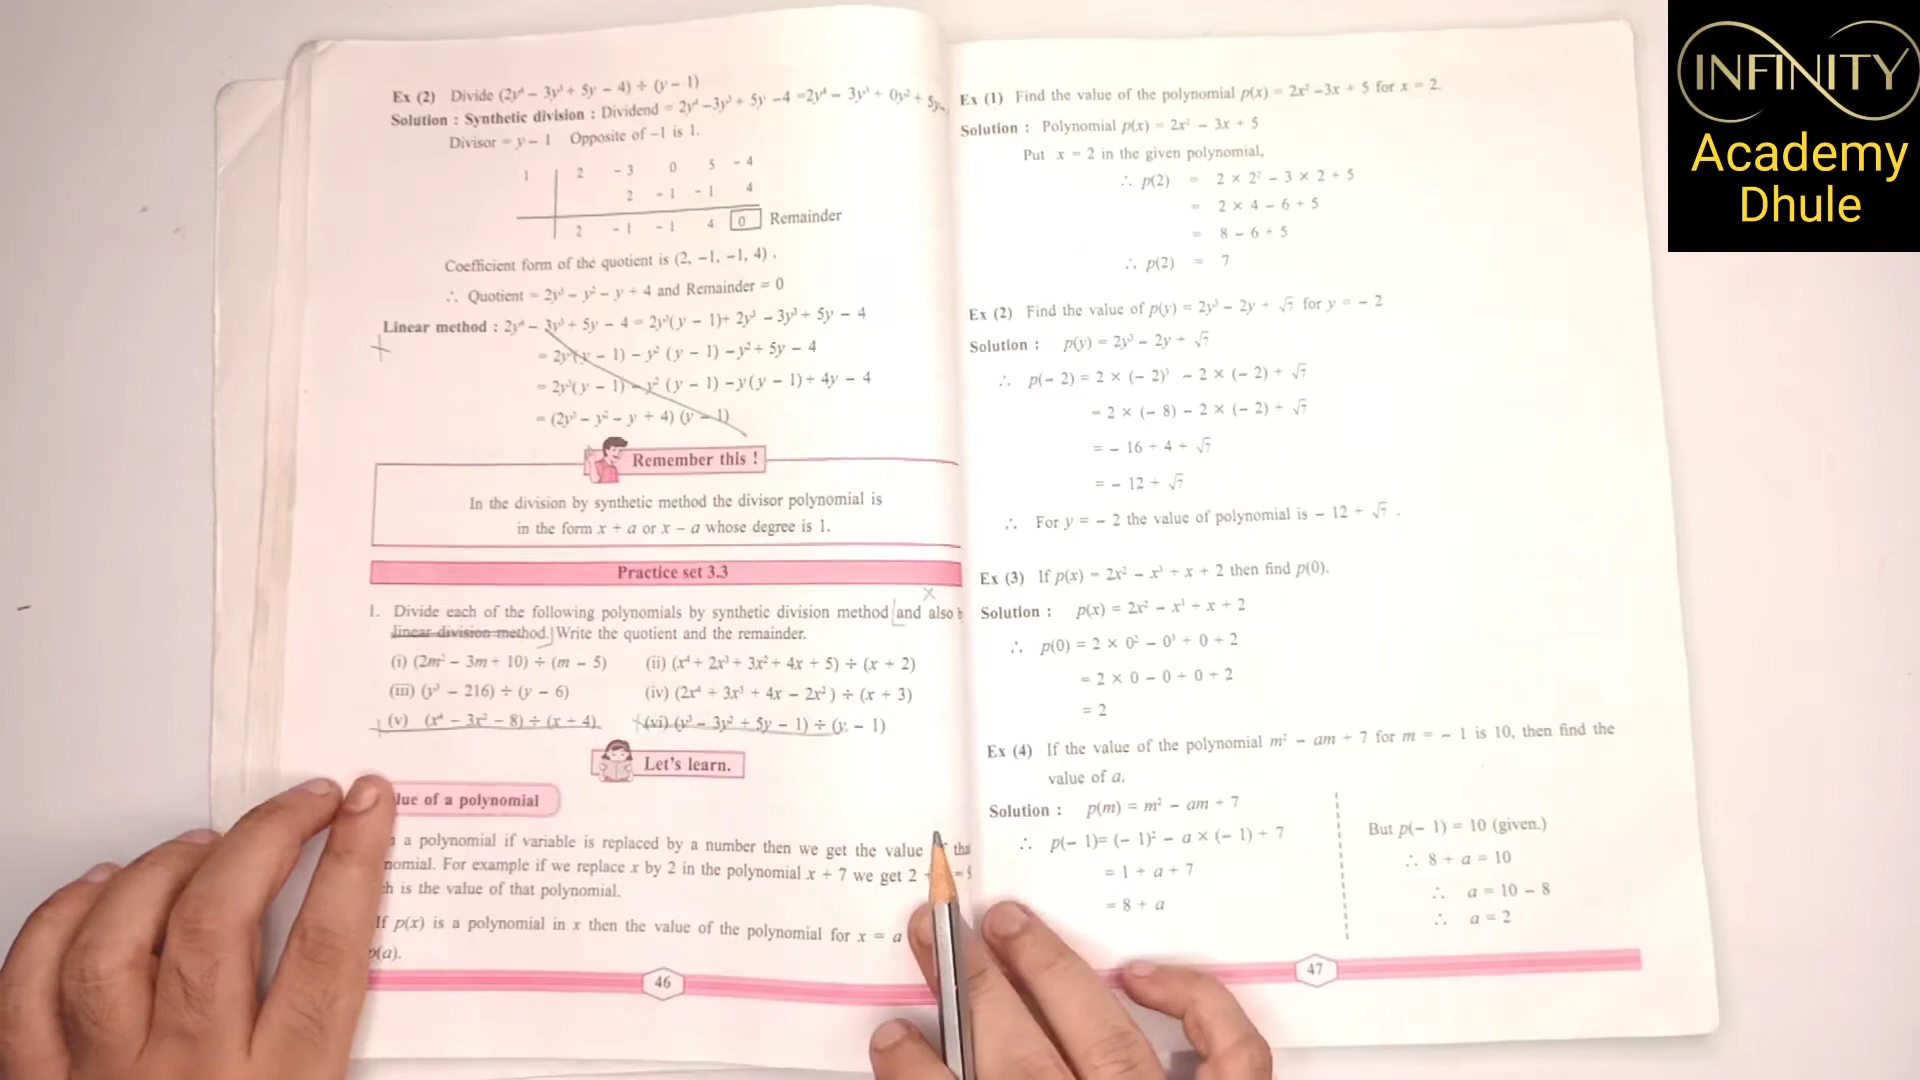 Ex (2) Divide (2y⁴ − 3y³ + 5y − 4) ÷ (y − 1)
Solution : Synthetic division : Dividend = 2y⁴ −3y³ + 5y −4 =2y⁴ − 3y³ + 0y² + 5y
Divisor = y − 1 Opposite of −1 is 1.
1 2 − 3 0 5 − 4
2 − 1 − 1 4
2 − 1 − 1 4 0 Remainder
Coefficient form of the quotient is (2, −1, −1, 4) .
∴ Quotient = 2y³ − y² − y + 4 and Remainder = 0
Linear method : 2y⁴ − 3y³ + 5y − 4 = 2y³(y − 1)+ 2y³ − 3y³ + 5y − 4
= 2y³(y − 1) − y² (y − 1) − y² + 5y − 4
= 2y³(y − 1) − y² (y − 1) − y (y − 1) + 4y − 4
= (2y³ − y² − y + 4) (y − 1)
Remember this !
In the division by synthetic method the divisor polynomial is
in the form x + a or x − a whose degree is 1.
Practice set 3.3
1. Divide each of the following polynomials by synthetic division method and also
linear division method. Write the quotient and the remainder.
(i) (2m² − 3m + 10) ÷ (m − 5) (ii) (x⁴ + 2x³ + 3x² + 4x + 5) ÷ (x + 2)
(iii) (y³ − 216) ÷ (y − 6) (iv) (2x⁴ + 3x³ + 4x − 2x² ) ÷ (x + 3)
(v) (x⁴ − 3x² − 8) ÷ (x + 4) (vi) (y³ − 3y² + 5y − 1) ÷ (y − 1)
Let's learn.
of a polynomial
a polynomial if variable is replaced by a number then we get the value
For example if we replace x by 2 in the polynomial x + 7 we get 2
is the value of that polynomial.
If p(x) is a polynomial in x then the value of the polynomial for x = a
p(a).
46
Ex (1) Find the value of the polynomial p(x) = 2x² −3x + 5 for x = 2.
Solution : Polynomial p(x) = 2x² − 3x + 5
Put x = 2 in the given polynomial,
∴ p(2) = 2 × 2² − 3 × 2 + 5
= 2 × 4 − 6 + 5
= 8 − 6 + 5
∴ p(2) = 7
Ex (2) Find the value of p(y) = 2y³ − 2y + √7 for y = − 2
Solution : p(y) = 2y³ − 2y + √7
∴ p(− 2) = 2 × (− 2)³ − 2 × (− 2) + √7
= 2 × (− 8) − 2 × (− 2) + √7
= − 16 + 4 + √7
= − 12 + √7
∴ For y = − 2 the value of polynomial is − 12 + √7 .
Ex (3) If p(x) = 2x² − x³ + x + 2 then find p(0).
Solution : p(x) = 2x² − x³ + x + 2
∴ p(0) = 2 × 0² − 0³ + 0 + 2
= 2 × 0 − 0 + 0 + 2
= 2
Ex (4) If the value of the polynomial m² − am + 7 for m = − 1 is 10, then find the
value of a.
Solution : p(m) = m² − am + 7
∴ p(− 1)= (− 1)² − a × (− 1) + 7
= 1 + a + 7
= 8 + a
But p(− 1) = 10 (given.)
∴ 8 + a = 10
∴ a = 10 − 8
∴ a = 2
47
INFINITY
Academy
Dhule